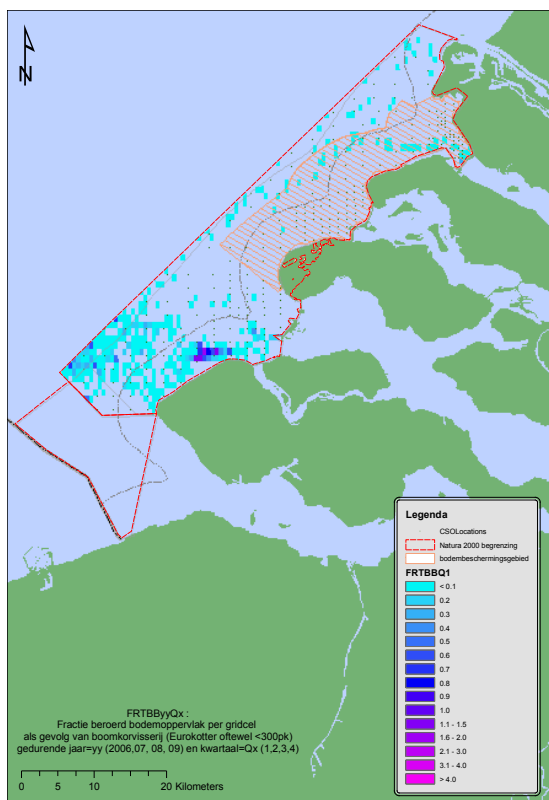 N
Legenda
CSOLocations
Natura 2000 begrenzing
bodembeschermingsgebied
FRTBBQ1
< 0.1
0.2
0.3
0.4
0.5
0.6
0.7
0.8
0.9
1.0
1.1 - 1.5
1.6 - 2.0
2.1 - 3.0
3.1 - 4.0
> 4.0
FRTBByyQx :
Fractie beroerd bodemoppervlak per gridcel
als gevolg van boomkorvisserij (Eurokotter oftewel <300pk)
gedurende jaar=yy (2006,07, 08, 09) en kwartaal=Qx (1,2,3,4)
0 10 20 Kilometers